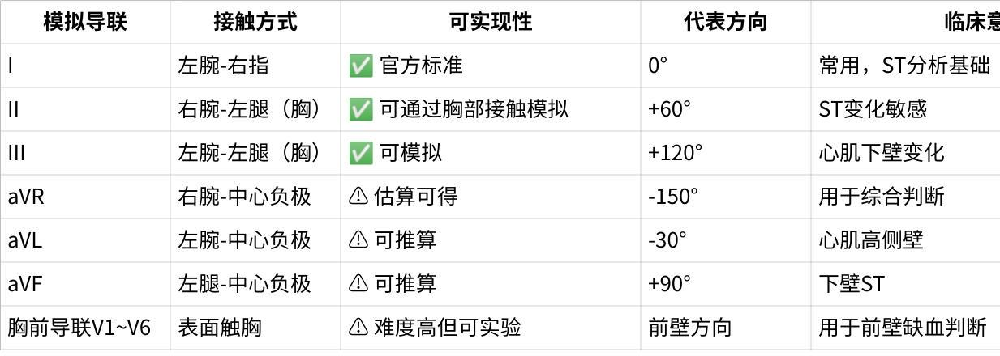 模拟导联 接触方式 可实现性 代表方向 临床意
I 左腕-右指 ✅ 官方标准 0° 常用，ST分析基础
II 右腕-左腿（胸） ✅ 可通过胸部接触模拟 +60° ST变化敏感
III 左腕-左腿（胸） ✅ 可模拟 +120° 心肌下壁变化
aVR 右腕-中心负极 ⚠ 估算可得 -150° 用于综合判断
aVL 左腕-中心负极 ⚠ 可推算 -30° 心肌高侧壁
aVF 左腿-中心负极 ⚠ 可推算 +90° 下壁ST
胸前导联V1~V6 表面触胸 ⚠ 难度高但可实验 前壁方向 用于前壁缺血判断